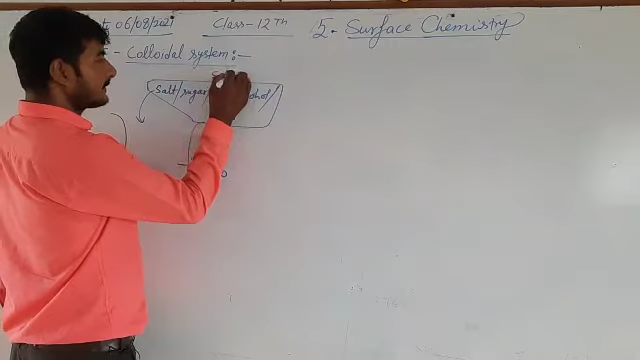 06/08/2021 Class-12Th 5. Surface Chemistry
- Colloidal system:-
Salt/sugar